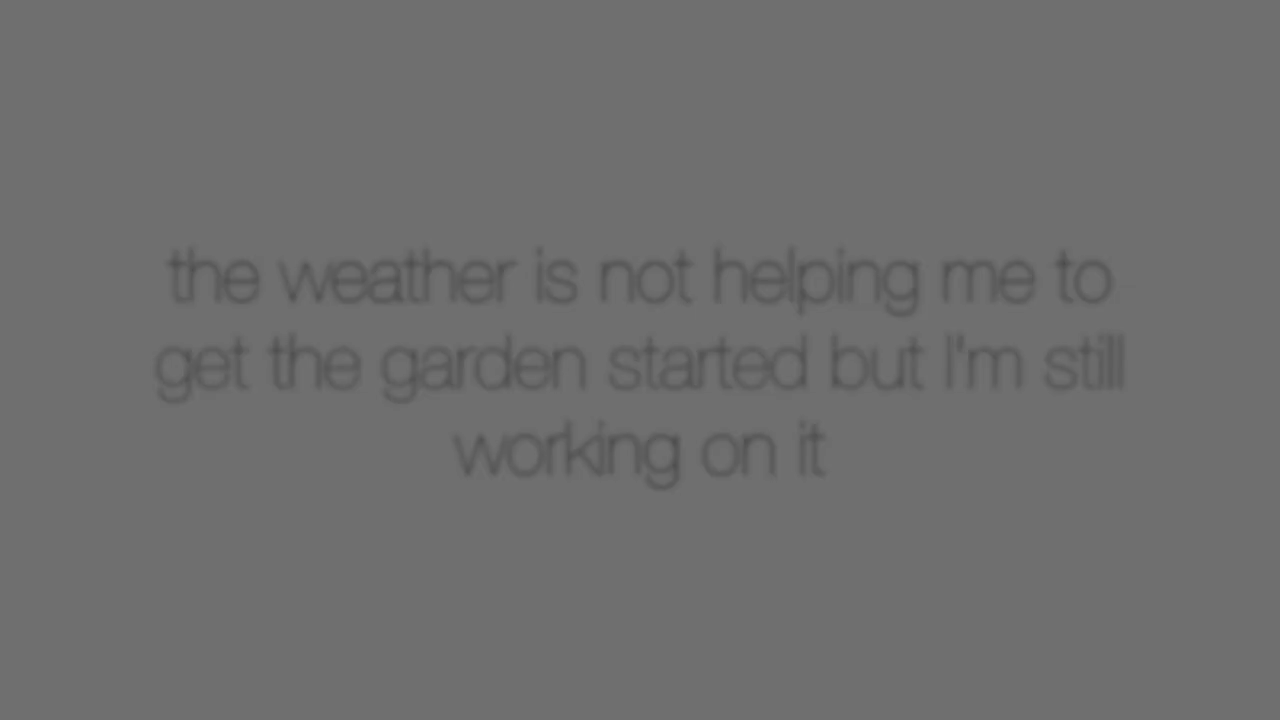 the weather is not helping me to
get the garden started but I'm still
working on it